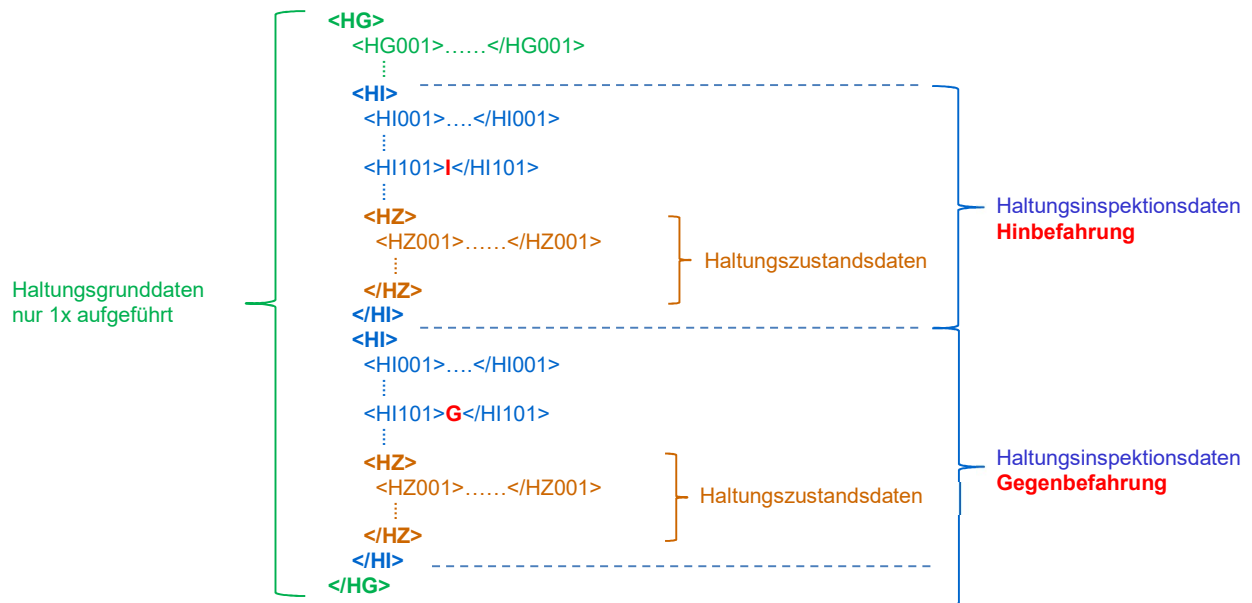 <HG>
<HG001>……</HG001>
<HI>
<HI001>….</HI001>
<HI101>I</HI101>
<HZ>
<HZ001>……</HZ001>
</HZ>
</HI>
<HI>
<HI001>….</HI001>
<HI101>G</HI101>
<HZ>
<HZ001>……</HZ001>
</HZ>
</HI>
</HG>
Haltungsgrunddaten
nur 1x aufgeführt
Haltungszustandsdaten
Haltungsinspektionsdaten
Hinbefahrung
Haltungszustandsdaten
Haltungsinspektionsdaten
Gegenbefahrung